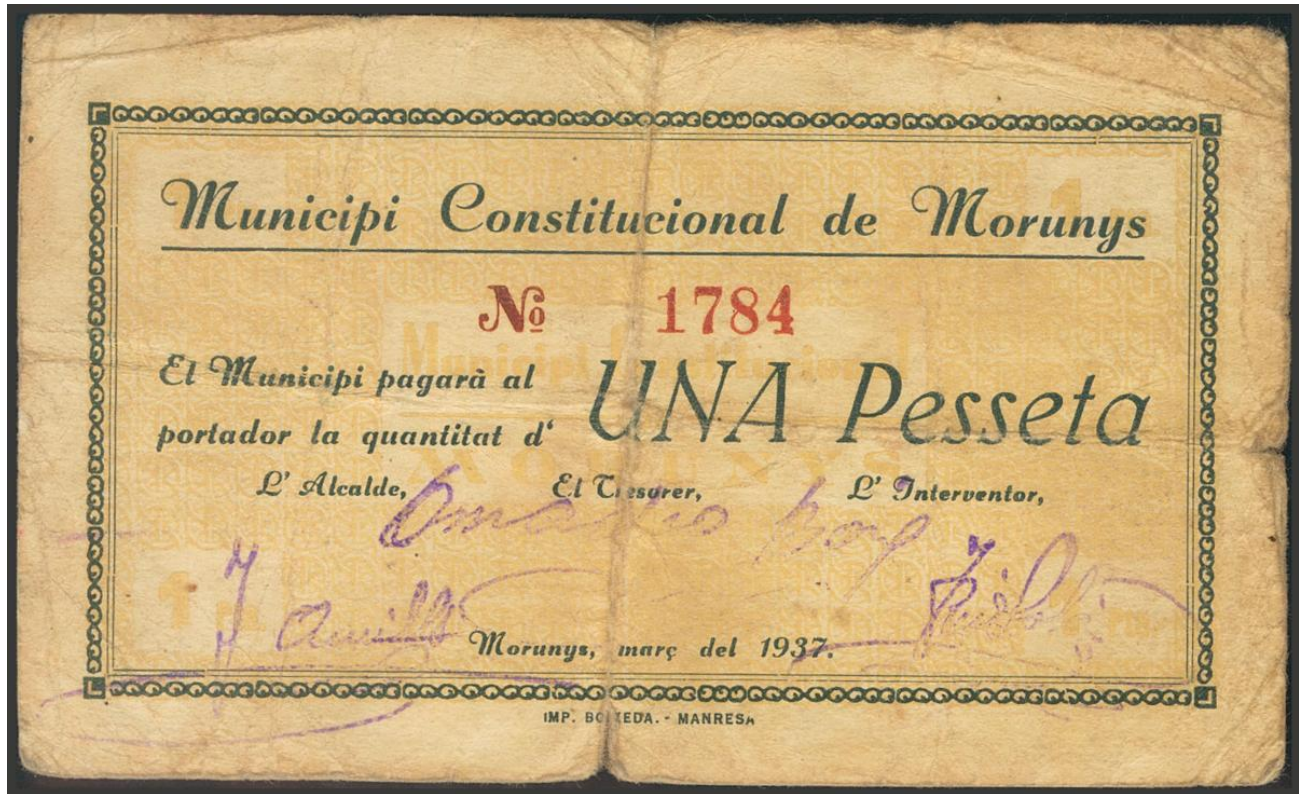 Municipi Constitucional de Morunys
Nº 1784
El Municipi pagarà al
portador la quantitat d' UNA Pesseta
L' Alcalde, El Tresorer, L' Interventor,
Morunys, març del 1937.
IMP. BOIXEDA. - MANRESA